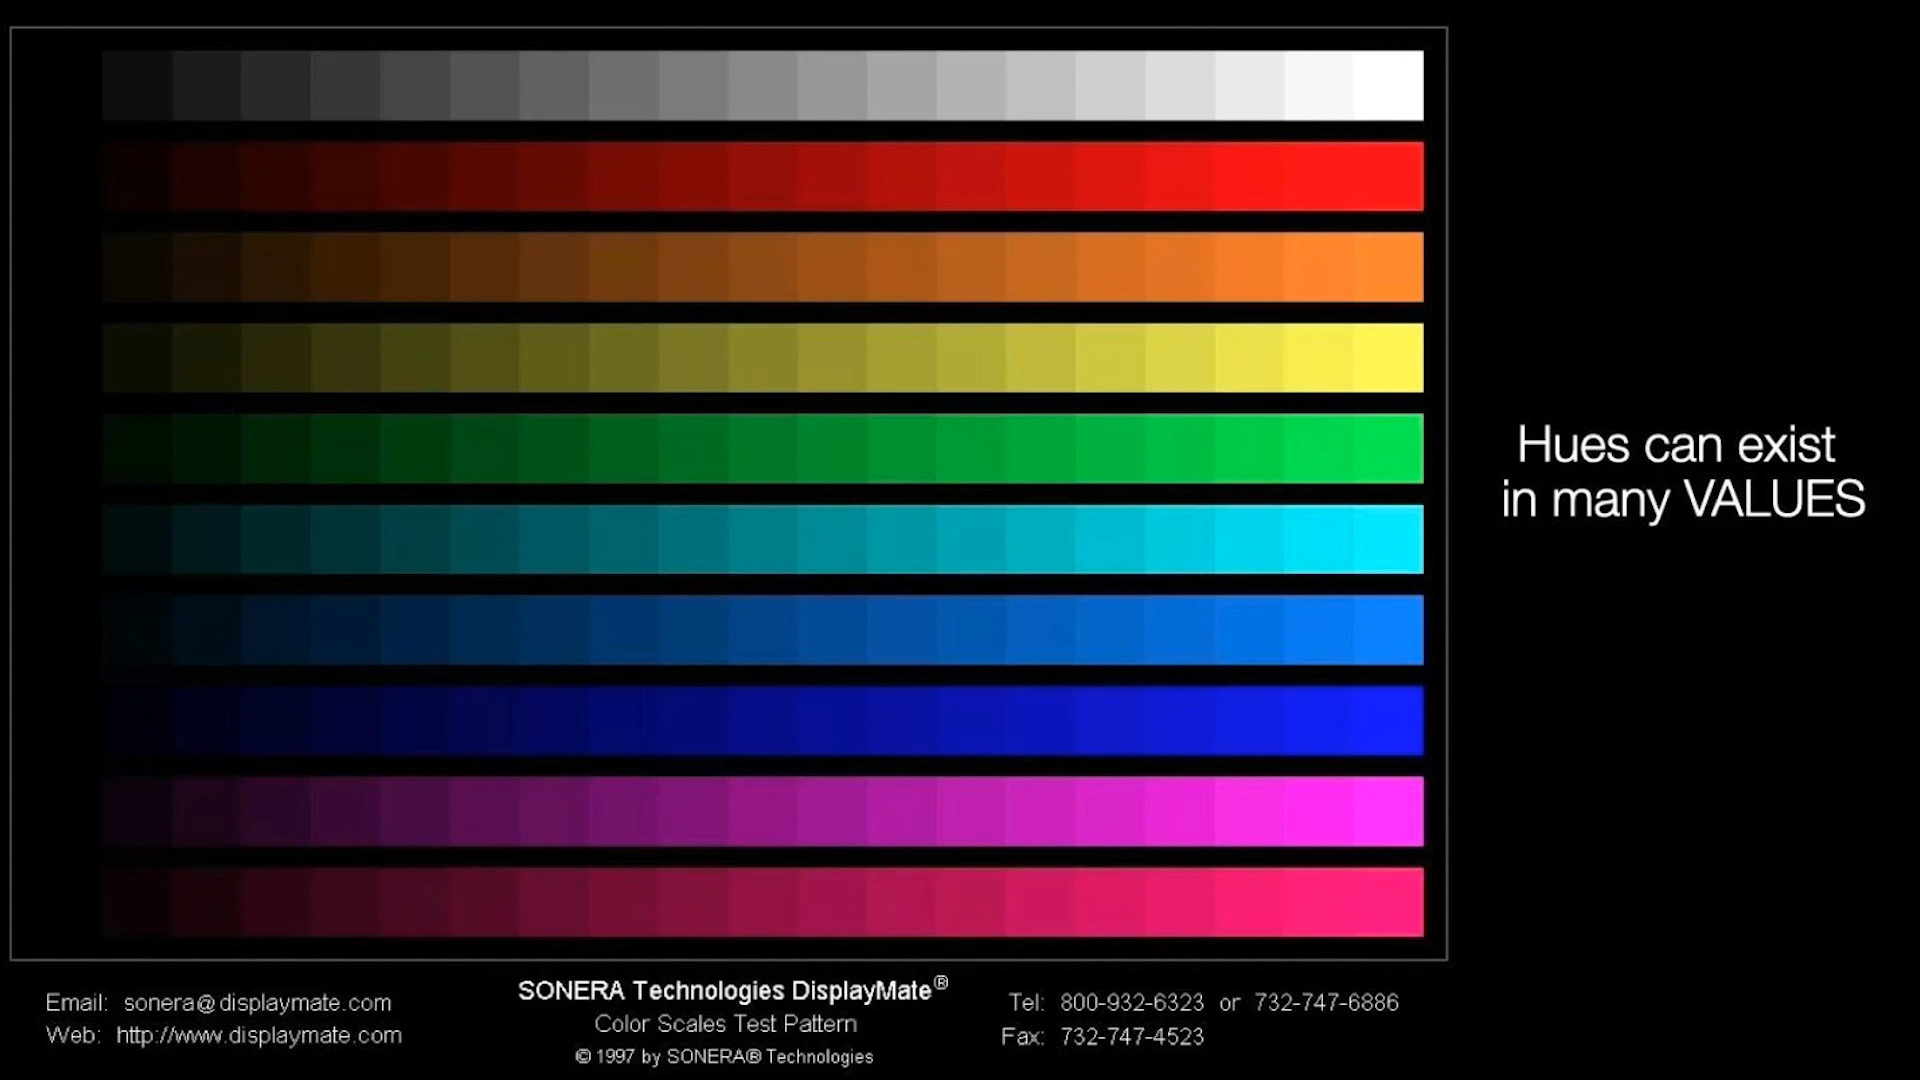 Hues can exist
in many VALUES
SONERA Technologies DisplayMate®
Email: sonera@displaymate.com
Color Scales Test Pattern
Tel: 800-932-6323 or 732-747-6886
Web: http://www.displaymate.com
© 1997 by SONERA® Technologies
Fax: 732-747-4523